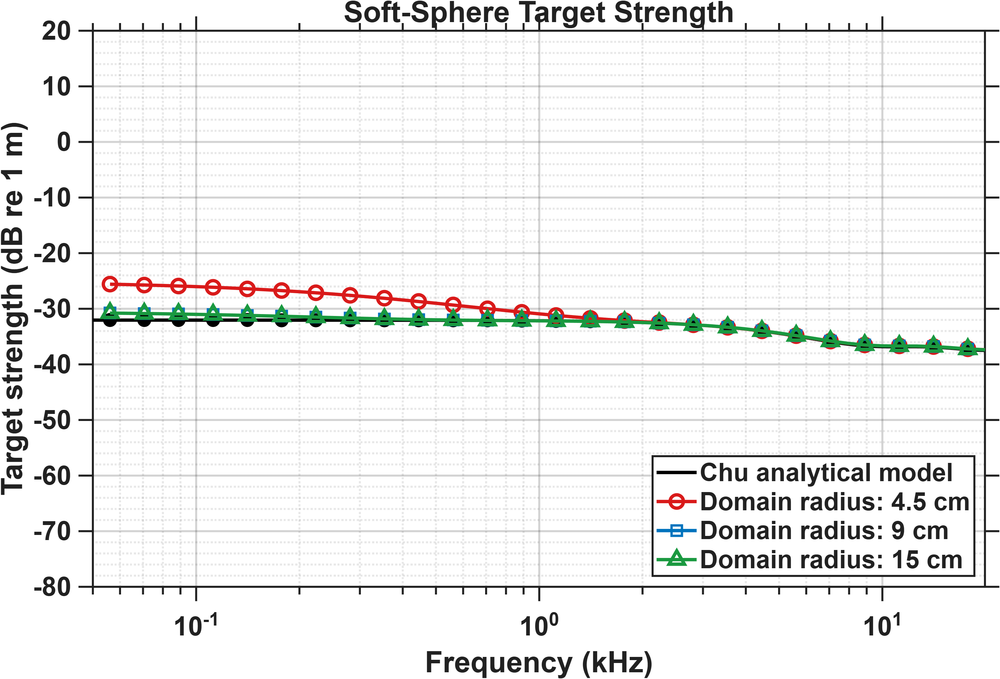 Soft-Sphere Target Strength
Target strength (dB re 1 m)
20
10
0
-10
-20
-30
-40
-50
-60
-70
-80
Chu analytical model
Domain radius: 4.5 cm
Domain radius: 9 cm
Domain radius: 15 cm
10⁻¹
10⁰
10¹
Frequency (kHz)